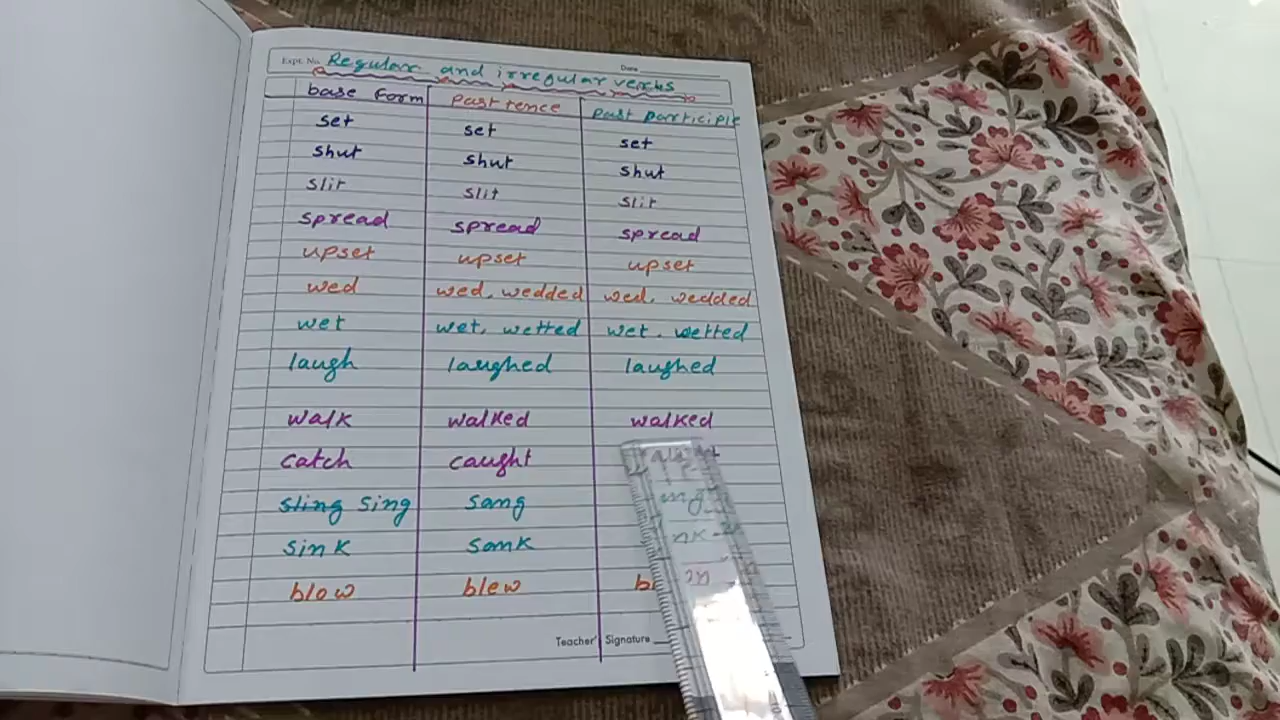 Expt. No. Regular and irregular verbs Date
base form past tence past participle
set set set
shut shut shut
slit slit slit
spread spread spread
upset upset upset
wed wed, wedded wed, wedded
wet wet, wetted wet, wetted
laugh laughed laughed
walk walked walked
catch caught
sling sing sang
sink sank
blow blew
Teacher's Signature